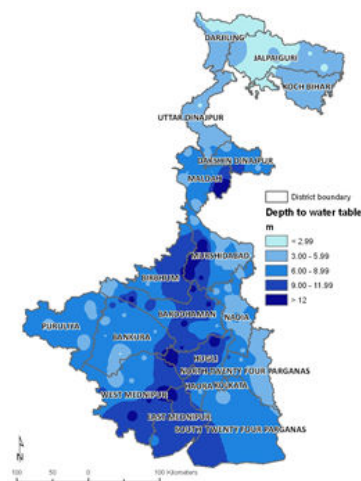 DARJILING
JALPAIGURI
KOCH BIHAR
UTTAR DINAJPUR
DAKSHIN DINAJPUR
MALDAH
District boundary
Depth to water table
m
< 2.99
3.00 - 5.99
6.00 - 8.99
9.00 - 11.99
> 12
MURSHIDABAD
BIRBHUM
BARDDHAMAN
NADIA
PURULIYA
BANKURA
HUGLI
NORTH TWENTY FOUR PARGANAS
HAORA
KOLKATA
WEST MEDNIPUR
EAST MEDNIPUR
SOUTH TWENTY FOUR PARGANAS
N
100 50 0 100 Kilometers